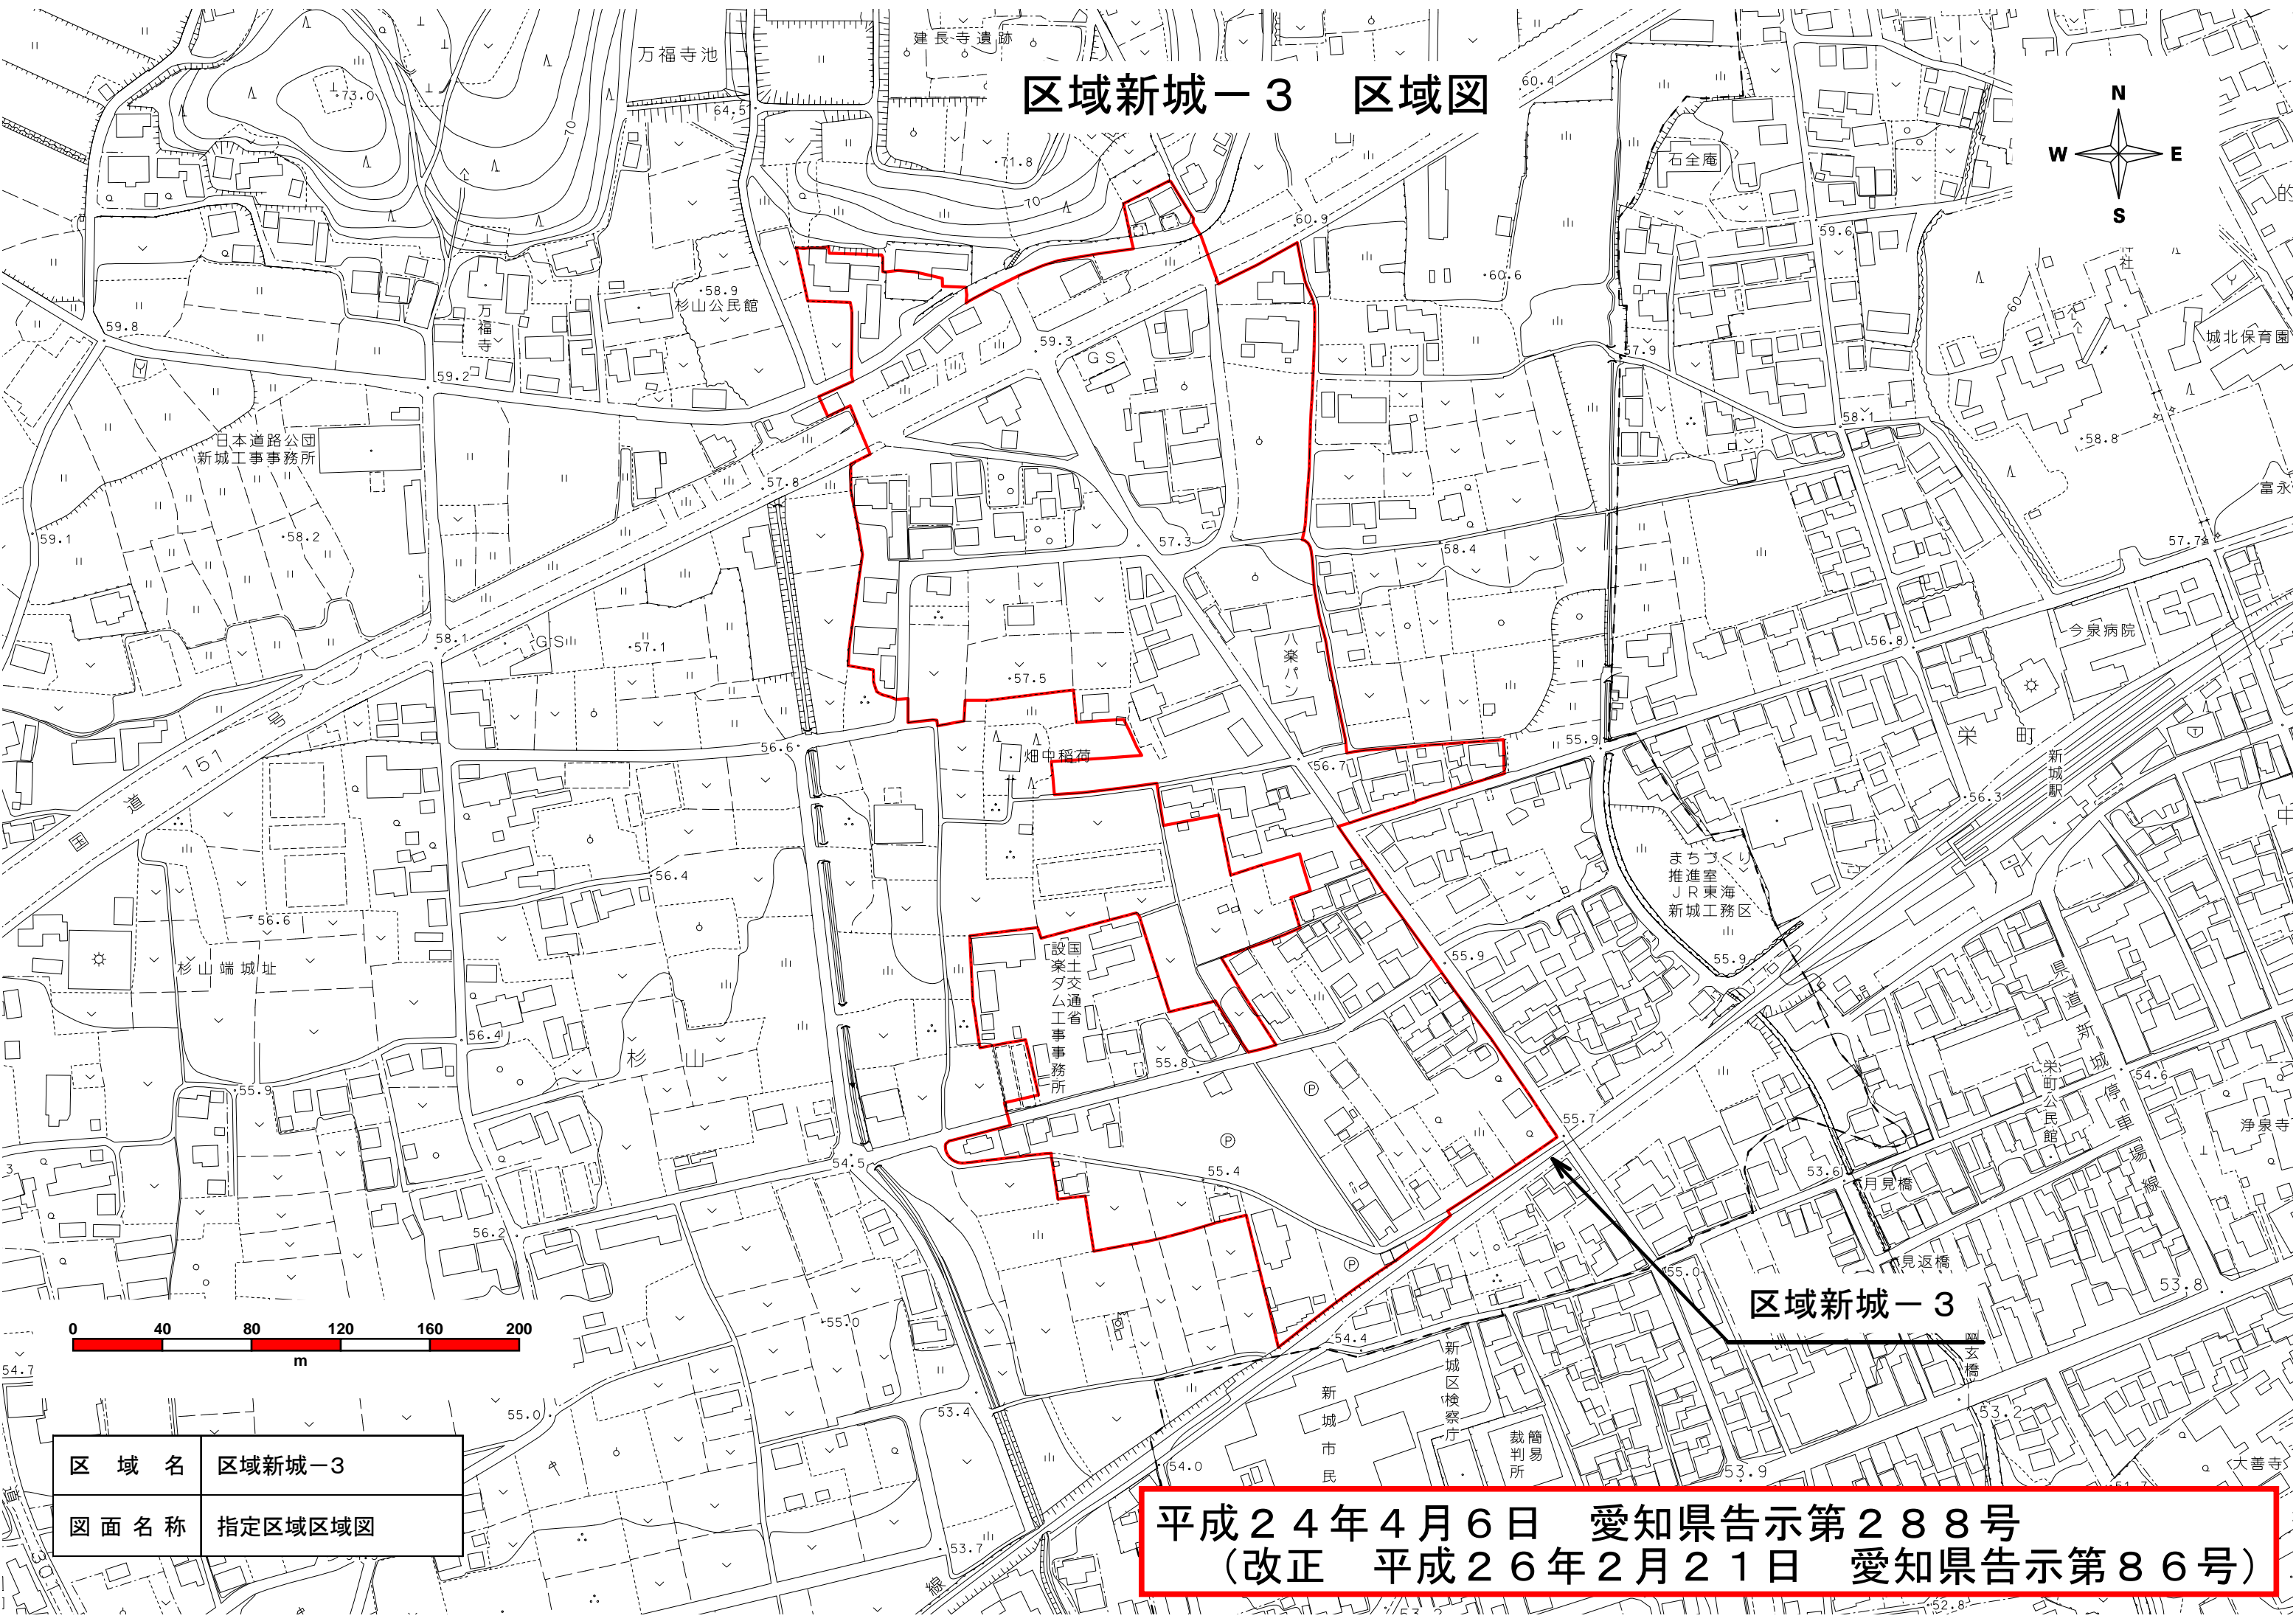 区域新城－３　区域図
万福寺池
建長寺遺跡
60.4
N
W E
S
73.0
64.5
71.8
70
70
石全庵
60.9
59.6
社
60.6
58.9
杉山公民館
万福寺
60
城北保育園
59.8
59.3
GS
57.9
59.2
58.1
58.8
日本道路公団
新城工事事務所
富永
57.8
59.1
58.2
57.3
58.4
57.7
58.1
GS
57.1
八楽パン
56.8
今泉病院
57.5
国道151号
56.6
畑中稲荷
56.7
55.9
栄町
新城駅
56.3
56.4
まちづくり
推進室
ＪＲ東海
新城工務区
56.6
杉山端城址
国土交通省
設楽ダム工事事務所
55.9
55.9
県道新城停車場線
56.4
杉山
55.8
栄町公民館
54.6
55.9
Ｐ
55.7
浄泉寺
Ｐ
54.5
55.4
53.6
月見橋
56.2
Ｐ
見返橋
55.0
53.8
区域新城－３
0 40 80 120 160 200
m
55.0
54.4
54.7
新城区検察庁
玄橋
新城市民
55.0
53.4
53.2
簡易
裁判所
54.0
53.9
大善寺
区域名 区域新城－３
図面名称 指定区域区域図
53.7
線
平成２４年４月６日　愛知県告示第２８８号
（改正　平成２６年２月２１日　愛知県告示第８６号）
52.8